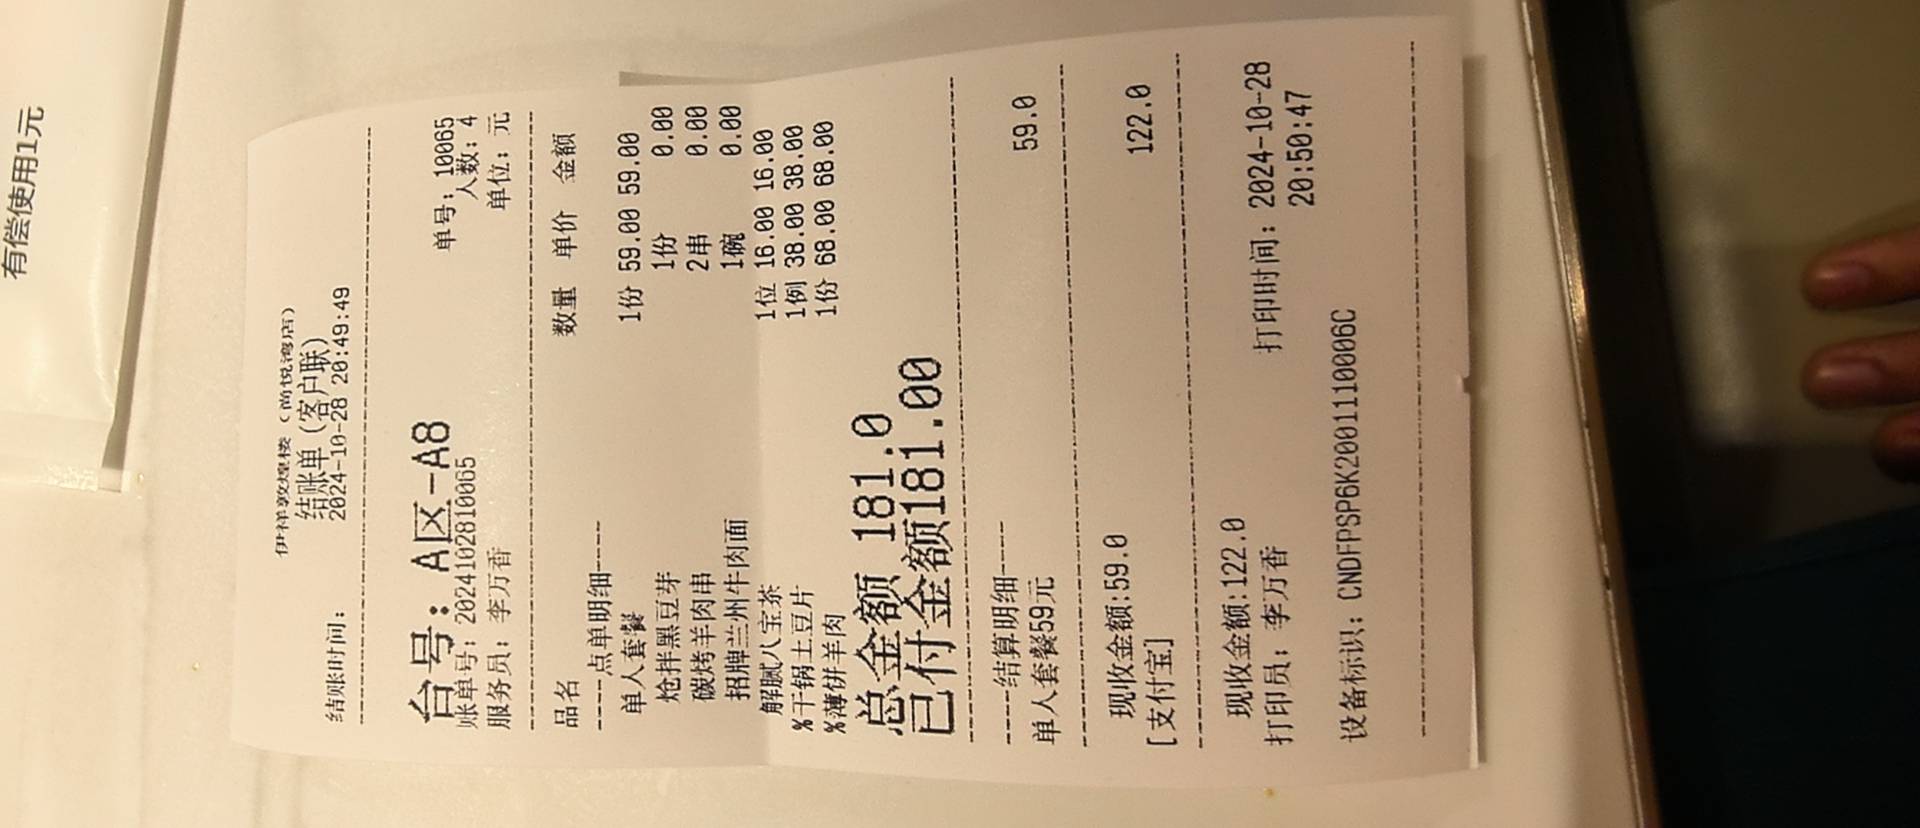 有偿使用1元
伊祥敦煌楼（尚悦湾店）
结账单（客户联）
结账时间： 2024-10-28 20:49:49
台号：A区-A8
单号：10065
账单号：2024102810065
人数：4
服务员：李万香
单位：元
品名 数量 单价 金额
-----点单明细-----
单人套餐 1份 59.00 59.00
炝拌黑豆芽 1份 0.00
碳烤羊肉串 2串 0.00
招牌兰州牛肉面 1碗 0.00
解腻八宝茶 1位 16.00 16.00
%干锅土豆片 1例 38.00 38.00
%薄饼羊肉 1份 68.00 68.00
总金额 181.0
已付金额181.00
-----结算明细-----
单人套餐59元 59.0
现收金额:59.0
[支付宝] 122.0
现收金额:122.0
打印员：李万香 打印时间：2024-10-28
20:50:47
设备标识：CNDFPSP6K2001110006C